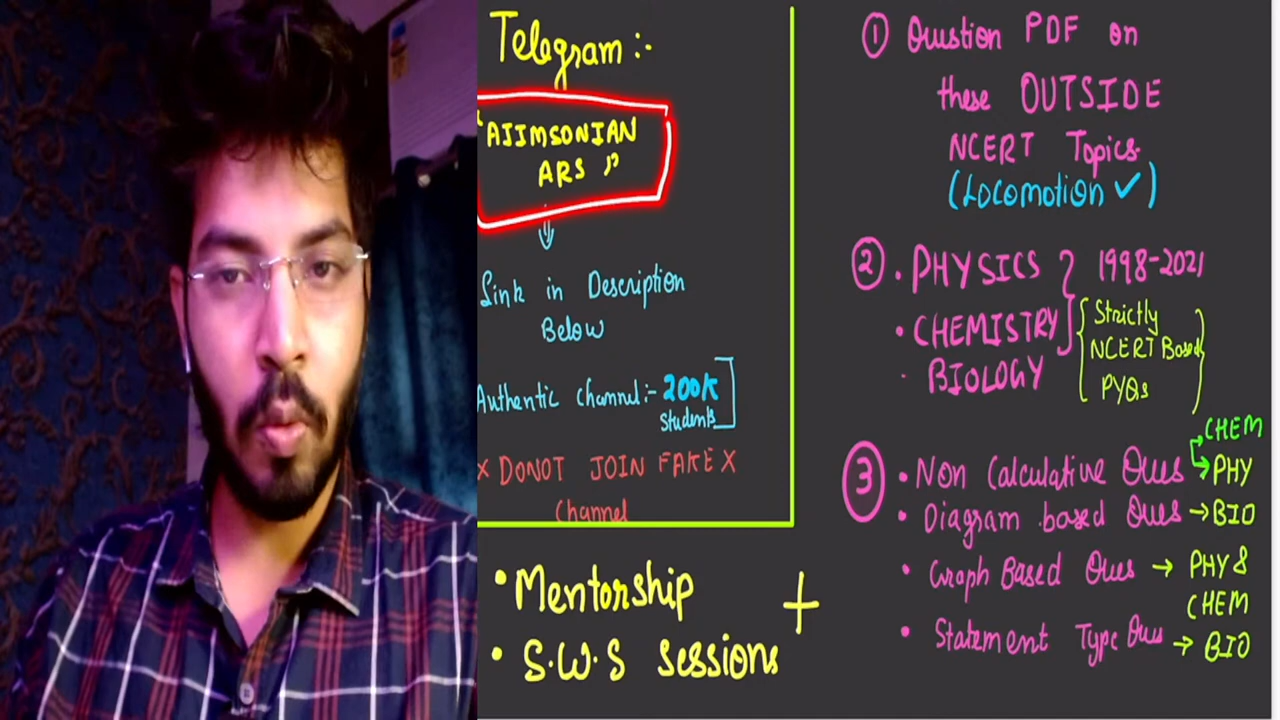 Telegram :-
"AIIMSONIAN
ARS"
Link in Description
Below
Authentic channel:- 200K
Students
x DONOT JOIN FAKE x
Channel
• Mentorship
• S.W.S sessions
+
① Question PDF on
these OUTSIDE
NCERT Topics.
(Locomotion ✓)
② • PHYSICS } 1998-2021
• CHEMISTRY
• BIOLOGY
{ Strictly
NCERT Based
PYQs }
③ • Non Calculative Ques → CHEM
→ PHY
• Diagram based Ques → BIO
• Graph Based Ques → PHY &
CHEM
• Statement Type Ques → BIO